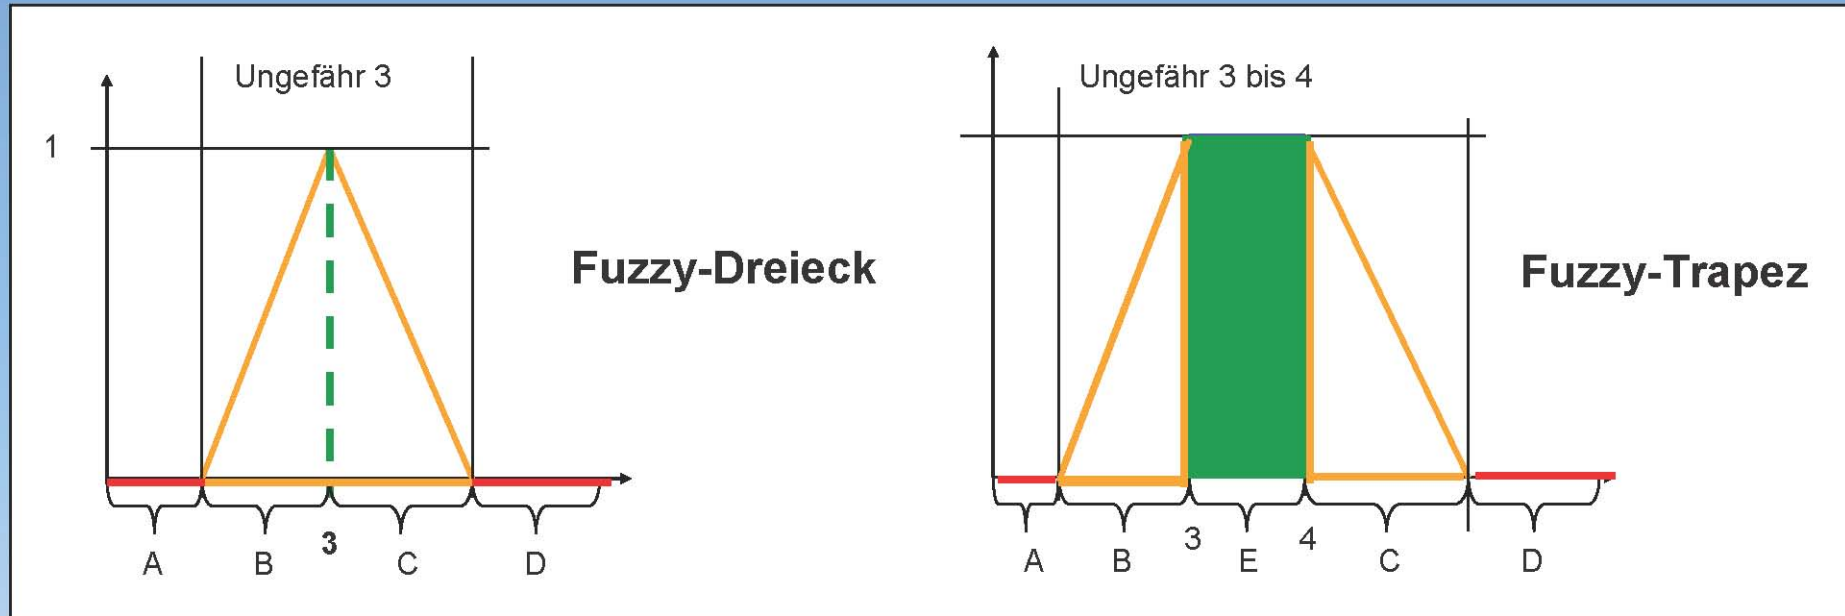 Ungefähr 3
1
Fuzzy-Dreieck
3
A B C D
Ungefähr 3 bis 4
Fuzzy-Trapez
3 4
A B E C D